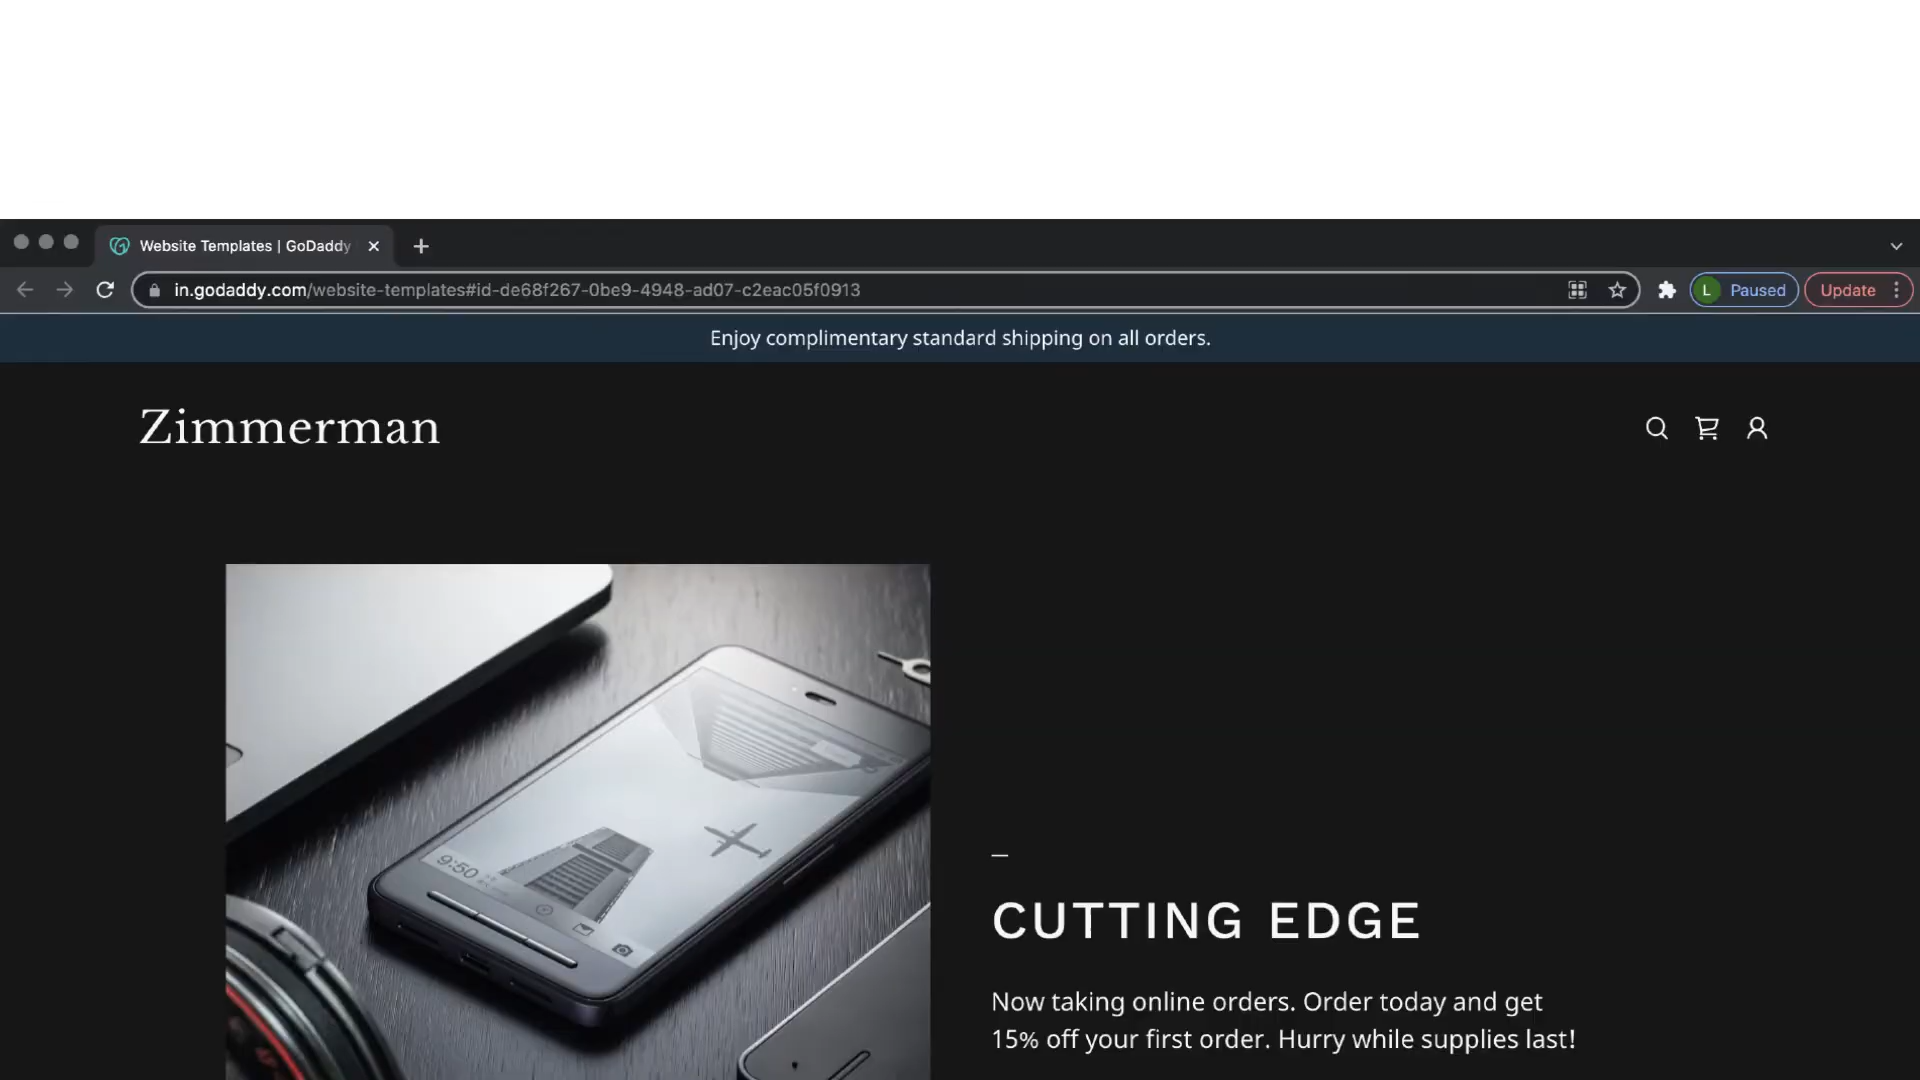 Website Templates | GoDaddy
in.godaddy.com/website-templates#id-de68f267-0be9-4948-ad07-c2eac05f0913
L Paused Update
Enjoy complimentary standard shipping on all orders.
Zimmerman
9:50
CUTTING EDGE
Now taking online orders. Order today and get
15% off your first order. Hurry while supplies last!